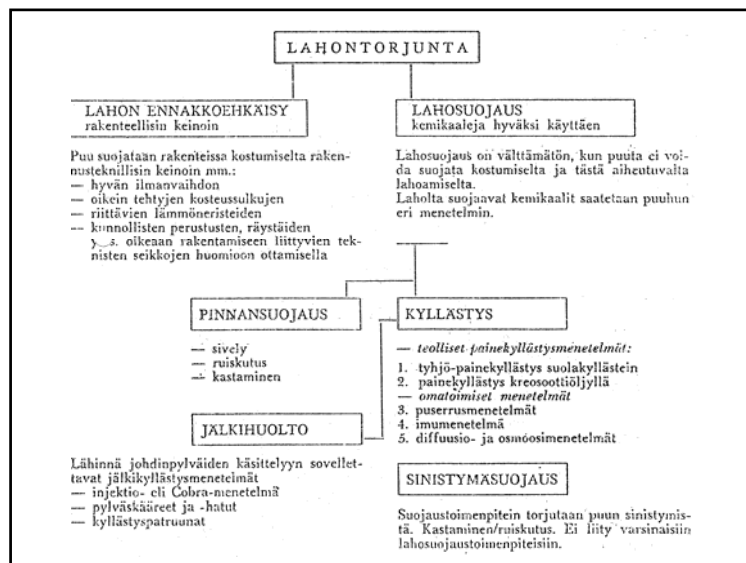 LAHONTORJUNTA
LAHON ENNAKKOEHKÄISY
rakenteellisin keinoin
Puu suojataan rakenteissa kostumiselta raken-
nusteknillisin keinoin mm.:
— hyvän ilmanvaihdon
— oikein tehtyjen kosteussulkujen
— riittävien lämmöneristeiden
— kunnollisten perustusten, räystäiden
oikeaan rakentamiseen liittyvien tek-
nisten seikkojen huomioon ottamisella
LAHOSUOJAUS
kemikaaleja hyväksi käyttäen
Lahosuojaus on välttämätön, kun puuta ei voi-
da suojata kostumiselta ja tästä aiheutuvalta
lahoamiselta.
Laholta suojaavat kemikaalit saatetaan puuhun
eri menetelmin.
PINNANSUOJAUS
— sively
— ruiskutus
— kastaminen
KYLLÄSTYS
— teolliset painekyllästysmenetelmät:
1. tyhjö-painekyllästys suolakyllästein
2. painekyllästys kreosoottiöljyllä
— omatoimiset menetelmät
3. puserrusmenetelmät
4. imumenetelmä
5. diffuusio- ja osmoosimenetelmät
JÄLKIHUOLTO
Lähinnä johdinpylväiden käsittelyyn sovellet-
tavat jälkikyllästysmenetelmät
— injektio- eli Cobra-menetelmä
— pylväskääreet ja -hatut
— kyllästyspatruunat
SINISTYMÄSUOJAUS
Suojaustoimenpitein torjutaan puun sinistymis-
tä. Kastaminen/ruiskutus. Ei liity varsinaisiin
lahosuojaustoimenpiteisiin.